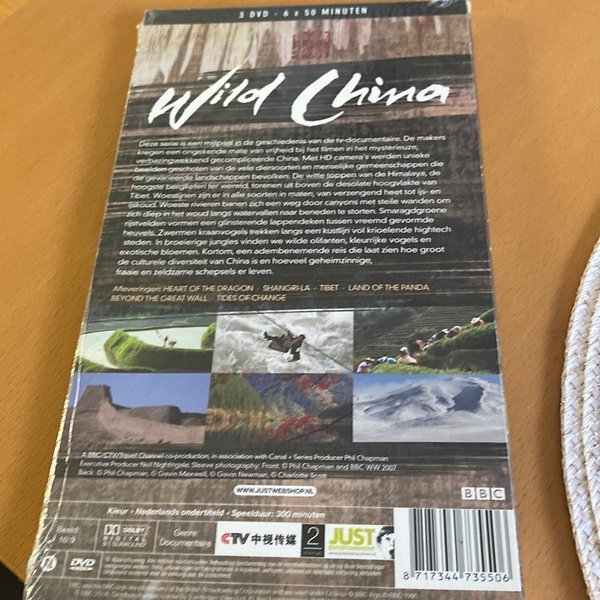 3 DVD - 6 x 50 MINUTEN
Wild China
Deze serie is een mijlpaal in de geschiedenis van de tv-documentaire. De makers
kregen een ongekende mate van vrijheid bij het filmen in het mysterieuze,
verbazingwekkend gecompliceerde China. Met HD camera's werden unieke
beelden geschoten van de vele diersoorten en menselijke gemeenschappen die
de gevarieerde landschappen bevolken. De witte toppen van de Himalaya, de
hoogste bergketen ter wereld, torenen uit boven de desolate hoogvlakte van
Tibet. Woestijnen zijn er in alle soorten in maten, van verzengend heet tot ijs- en
ijskoud. Woeste rivieren banen zich een weg door canyons met steile wanden om
zich diep in het woud langs watervallen naar beneden te storten. Smaragdgroene
rijstvelden vormen een glinsterende lappendeken tussen vreemd gevormde
heuvels. Zwermen kraanvogels trekken langs een kustlijn vol krioelende hightech
steden. In broeierige jungles vinden we wilde olifanten, kleurrijke vogels en
exotische bloemen. Kortom, een adembenemende reis die laat zien hoe groot
de culturele diversiteit van China is en hoeveel geheimzinnige,
fraaie en zeldzame schepsels er leven.
Afleveringen: HEART OF THE DRAGON · SHANGRI-LA · TIBET · LAND OF THE PANDA
BEYOND THE GREAT WALL · TIDES OF CHANGE
A BBC/CTV/Travel Channel co-production, in association with Canal + Series Producer Phil Chapman
Executive Producer Neil Nightingale; Sleeve photography: Front: © Phil Chapman and BBC WW 2007
Back: © Phil Chapman, © Gavin Maxwell, © Gavin Newman, © Charlotte Scott
WWW.JUSTWEBSHOP.NL
BBC
Kleur • Nederlands ondertiteld • Speelduur: 300 minuten
Beeld
16:9
DOLBY
DIGITAL
Genre:
Documentaire
CTV 中视传媒
2
JUST
ENTERTAINMENT
DVD
8 717344 735506